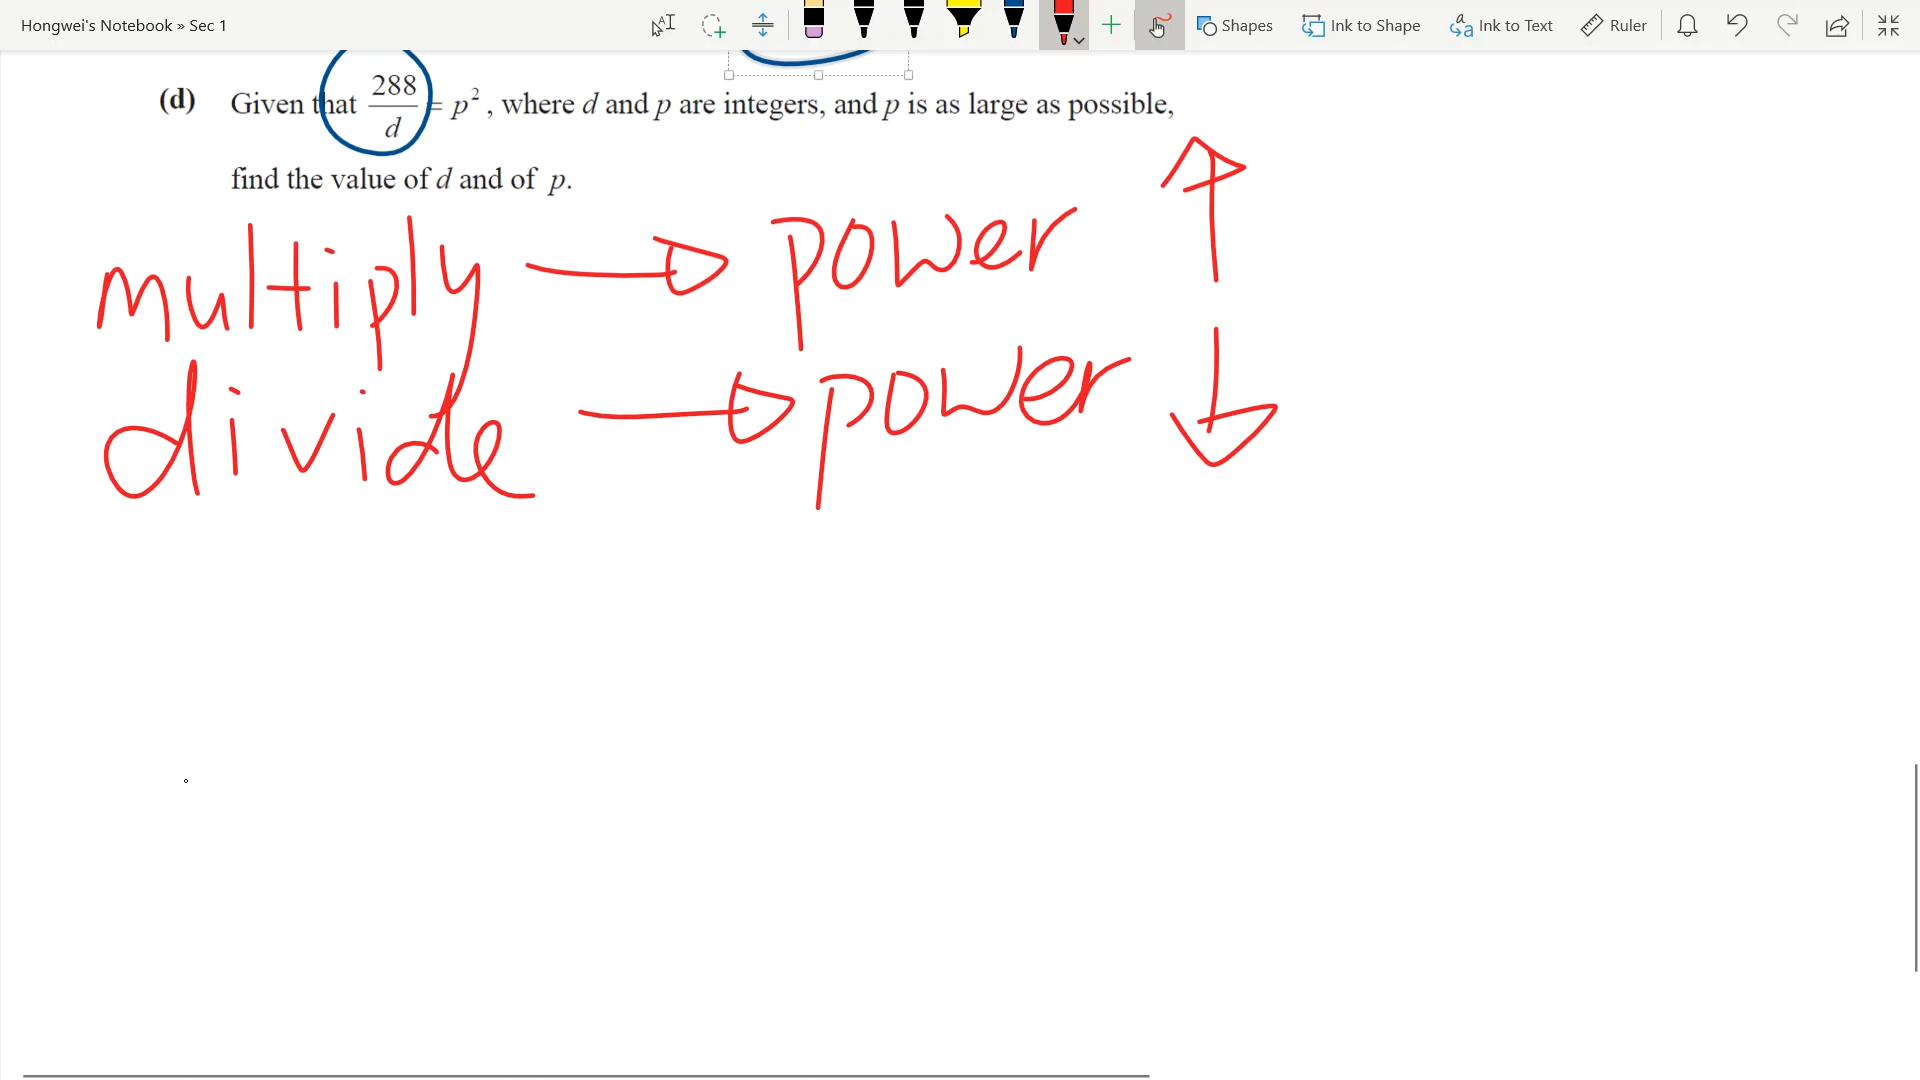 Hongwei's Notebook » Sec 1
Shapes Ink to Shape Ink to Text Ruler
(d) Given that 288/d = p², where d and p are integers, and p is as large as possible,
find the value of d and of p.
multiply → power ↑
divide → power ↓